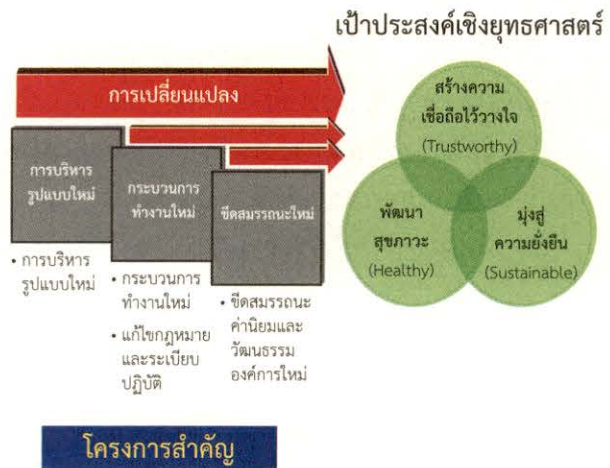 เป้าประสงค์เชิงยุทธศาสตร์
การเปลี่ยนแปลง
การบริหาร
รูปแบบใหม่
กระบวนการ
ทำงานใหม่
ขีดสมรรถนะใหม่
• การบริหาร
รูปแบบใหม่
• กระบวนการ
ทำงานใหม่
• แก้ไขกฎหมาย
และระเบียบ
ปฏิบัติ
• ขีดสมรรถนะ
ค่านิยมและ
วัฒนธรรม
องค์การใหม่
สร้างความ
เชื่อถือไว้วางใจ
(Trustworthy)
พัฒนา
สุขภาวะ
(Healthy)
มุ่งสู่
ความยั่งยืน
(Sustainable)
โครงการสำคัญ